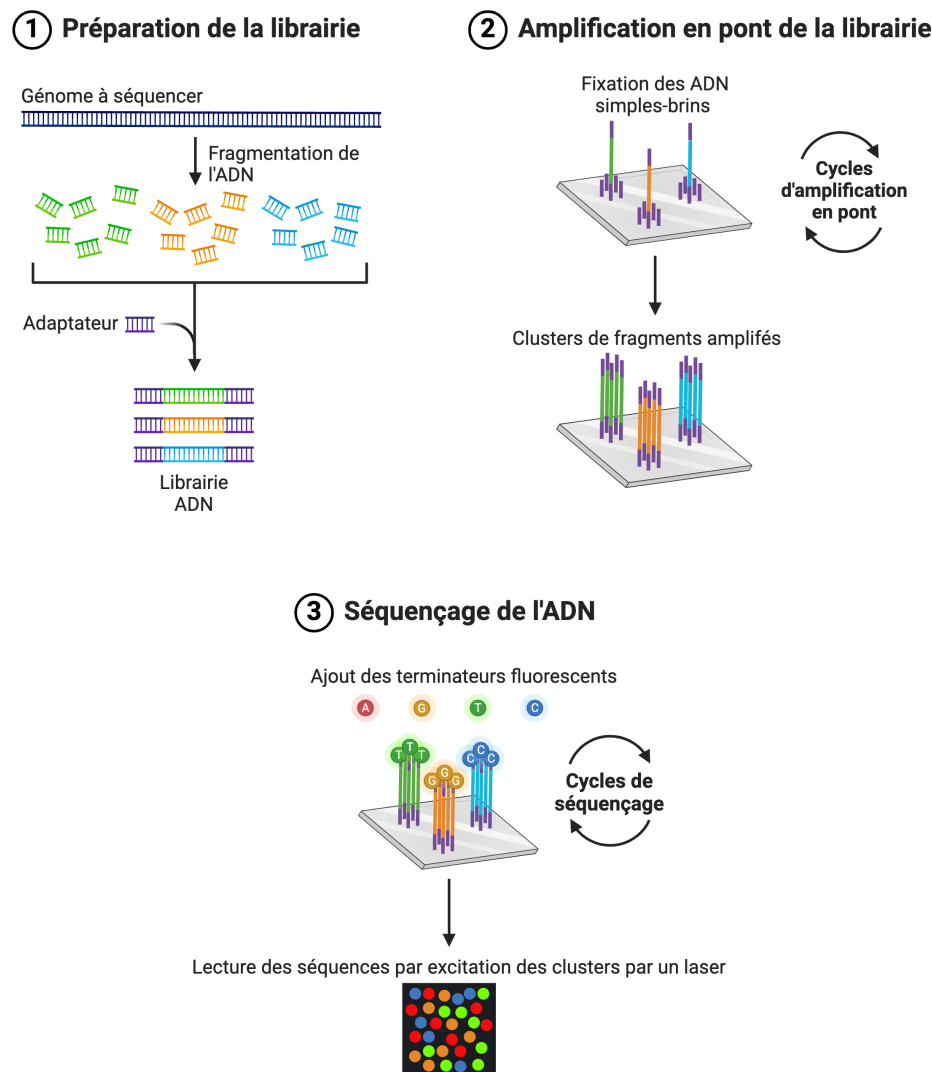 1 Préparation de la librairie
Génome à séquencer
Fragmentation de
l'ADN
Adaptateur
Librairie
ADN
2 Amplification en pont de la librairie
Fixation des ADN
simples-brins
Cycles
d'amplification
en pont
Clusters de fragments amplifés
3 Séquençage de l'ADN
Ajout des terminateurs fluorescents
A G T C
T T T
G G G
C C C
Cycles de
séquençage
Lecture des séquences par excitation des clusters par un laser